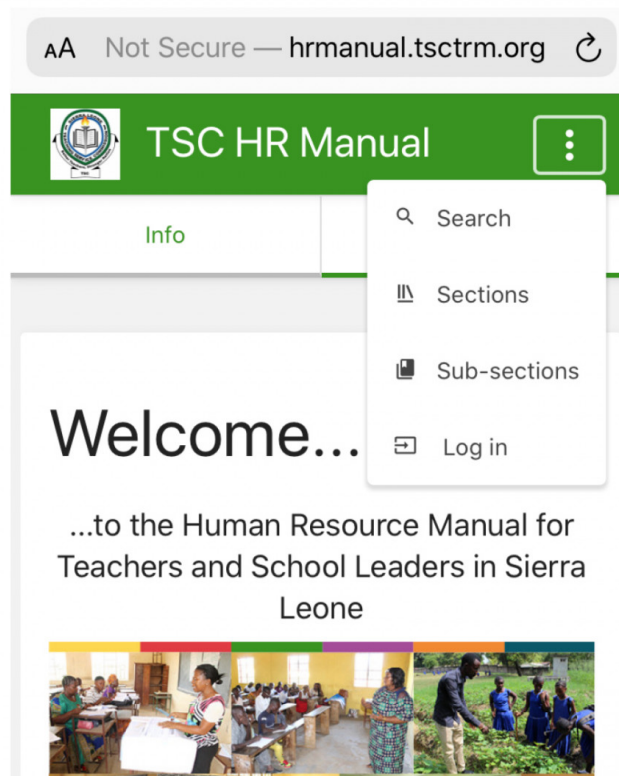 AA Not Secure — hrmanual.tsctrm.org
TSC HR Manual
Info
Search
Sections
Sub-sections
Log in
Welcome...
...to the Human Resource Manual for
Teachers and School Leaders in Sierra
Leone